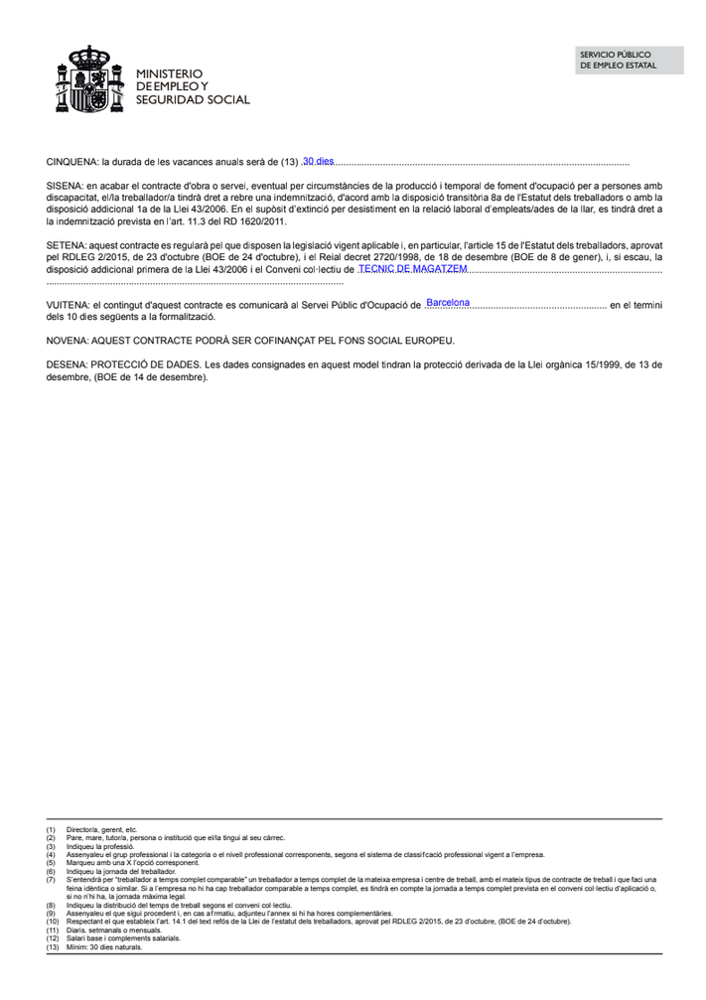 MINISTERIO
DE EMPLEO Y
SEGURIDAD SOCIAL
SERVICIO PÚBLICO
DE EMPLEO ESTATAL
CINQUENA: la durada de les vacances anuals serà de (13) .30 dies....................
SISENA: en acabar el contracte d'obra o servei, eventual per circumstàncies de la producció i temporal de foment d'ocupació per a persones amb
discapacitat, el/la treballador/a tindrà dret a rebre una indemnització, d'acord amb la disposició transitòria 8a de l'Estatut dels treballadors o amb la
disposició addicional 1a de la Llei 43/2006. En el supòsit d'extinció per desistiment en la relació laboral d'empleats/ades de la llar, es tindrà dret a
la indemnització prevista en l'art. 11.3 del RD 1620/2011.
SETENA: aquest contracte es regularà pel que disposen la legislació vigent aplicable i, en particular, l'article 15 de l'Estatut dels treballadors, aprovat
pel RDLEG 2/2015, de 23 d'octubre (BOE de 24 d'octubre), i el Reial decret 2720/1998, de 18 de desembre (BOE de 8 de gener), i, si escau, la
disposició addicional primera de la Llei 43/2006 i el Conveni col·lectiu de .TECNIC DE MAGATZEM....................
....................
VUITENA: el contingut d'aquest contracte es comunicarà al Servei Públic d'Ocupació de .Barcelona.................... en el termini
dels 10 dies següents a la formalització.
NOVENA: AQUEST CONTRACTE PODRÀ SER COFINANÇAT PEL FONS SOCIAL EUROPEU.
DESENA: PROTECCIÓ DE DADES. Les dades consignades en aquest model tindran la protecció derivada de la Llei orgànica 15/1999, de 13 de
desembre, (BOE de 14 de desembre).
(1) Director/a, gerent, etc.
(2) Pare, mare, tutor/a, persona o institució que el/la tingui al seu càrrec.
(3) Indiqueu la professió.
(4) Assenyaleu el grup professional i la categoria o el nivell professional corresponents, segons el sistema de classifcació professional vigent a l'empresa.
(5) Marqueu amb una X l'opció corresponent.
(6) Indiqueu la jornada del treballador.
(7) S'entendrà per "treballador a temps complet comparable" un treballador a temps complet de la mateixa empresa i centre de treball, amb el mateix tipus de contracte de treball i que faci una
feina idèntica o similar. Si a l'empresa no hi ha cap treballador comparable a temps complet, es tindrà en compte la jornada a temps complet prevista en el conveni col·lectiu d'aplicació o,
si no n'hi ha, la jornada màxima legal.
(8) Indiqueu la distribució del temps de treball segons el conveni col·lectiu.
(9) Assenyaleu el que sigui procedent i, en cas afrmatiu, adjunteu l'annex si hi ha hores complementàries.
(10) Respectant el que estableix l'art. 14.1 del text refós de la Llei de l'estatut dels treballadors, aprovat pel RDLEG 2/2015, de 23 d'octubre, (BOE de 24 d'octubre).
(11) Diaris, setmanals o mensuals.
(12) Salari base i complements salarials.
(13) Mínim: 30 dies naturals.